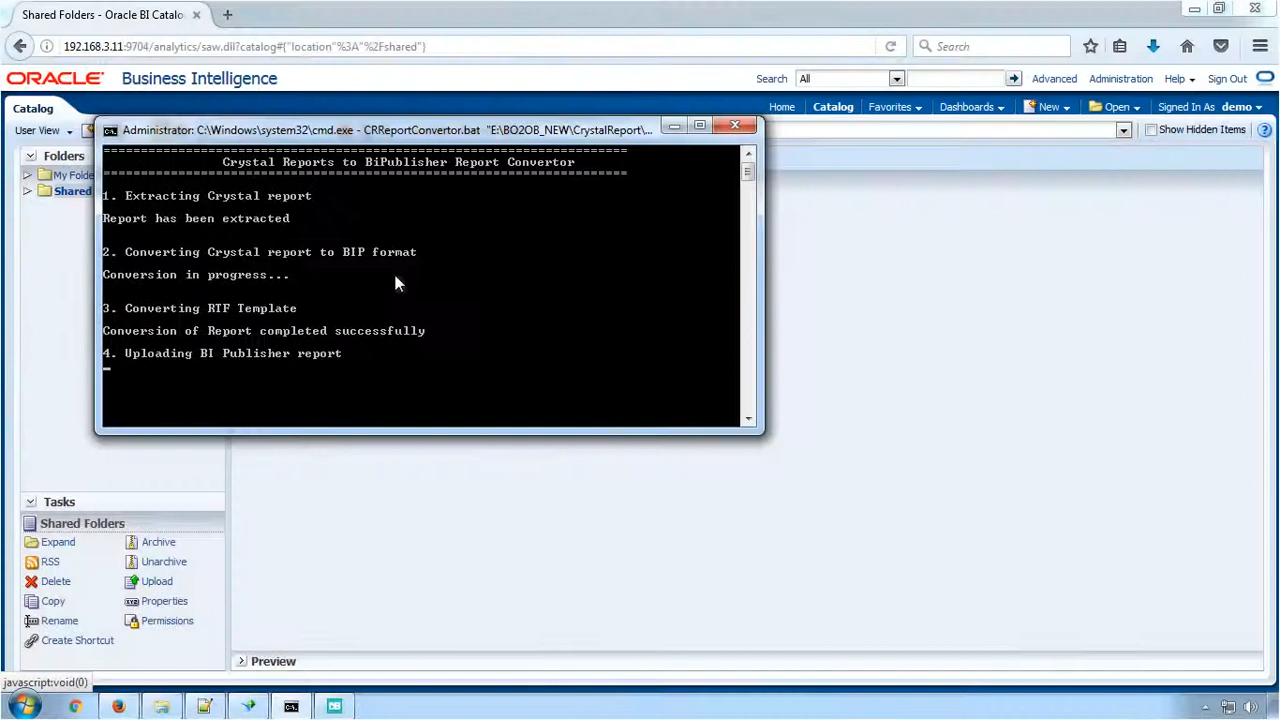 Shared Folders - Oracle BI Catalo
192.168.3.11:9704/analytics/saw.dll?catalog#{"location"%3A"%2Fshared"}
Search
ORACLE Business Intelligence
Search All Advanced Administration Help Sign Out
Catalog
Home Catalog Favorites Dashboards New Open Signed In As demo
User View
Show Hidden Items
Administrator: C:\Windows\system32\cmd.exe - CRReportConvertor.bat "E:\BO2OB_NEW\CrystalReport\...
Folders
My Folde
Shared
Crystal Reports to BiPublisher Report Convertor
1. Extracting Crystal report
Report has been extracted
2. Converting Crystal report to BIP format
Conversion in progress...
3. Converting RTF Template
Conversion of Report completed successfully
4. Uploading BI Publisher report
Tasks
Shared Folders
Expand Archive
RSS Unarchive
Delete Upload
Copy Properties
Rename Permissions
Create Shortcut
Preview
javascript:void(0)